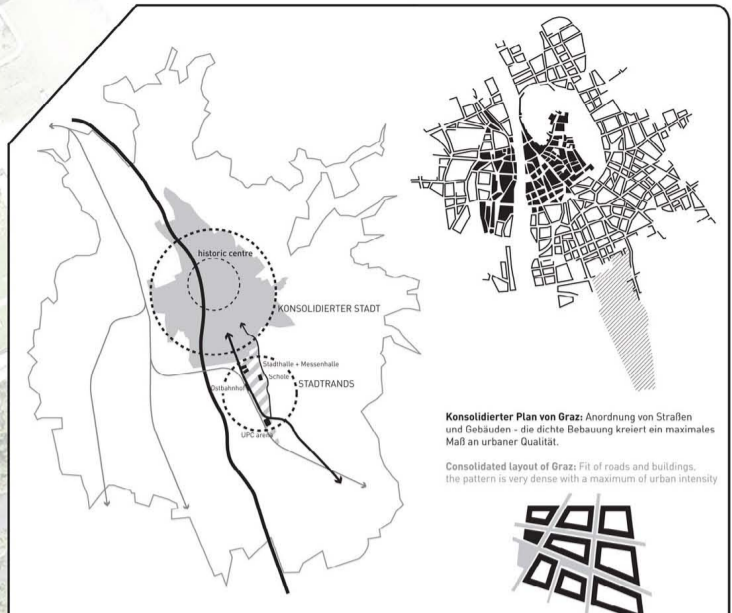 historic centre
KONSOLIDIERTER STADT
Stadthalle + Messenhalle
Schole
Ostbahnhof
STADTRANDS
UPC arena
Konsolidierter Plan von Graz: Anordnung von Straßen
und Gebäuden - die dichte Bebauung kreiert ein maximales
Maß an urbaner Qualität.
Consolidated layout of Graz: Fit of roads and buildings,
the pattern is very dense with a maximum of urban intensity